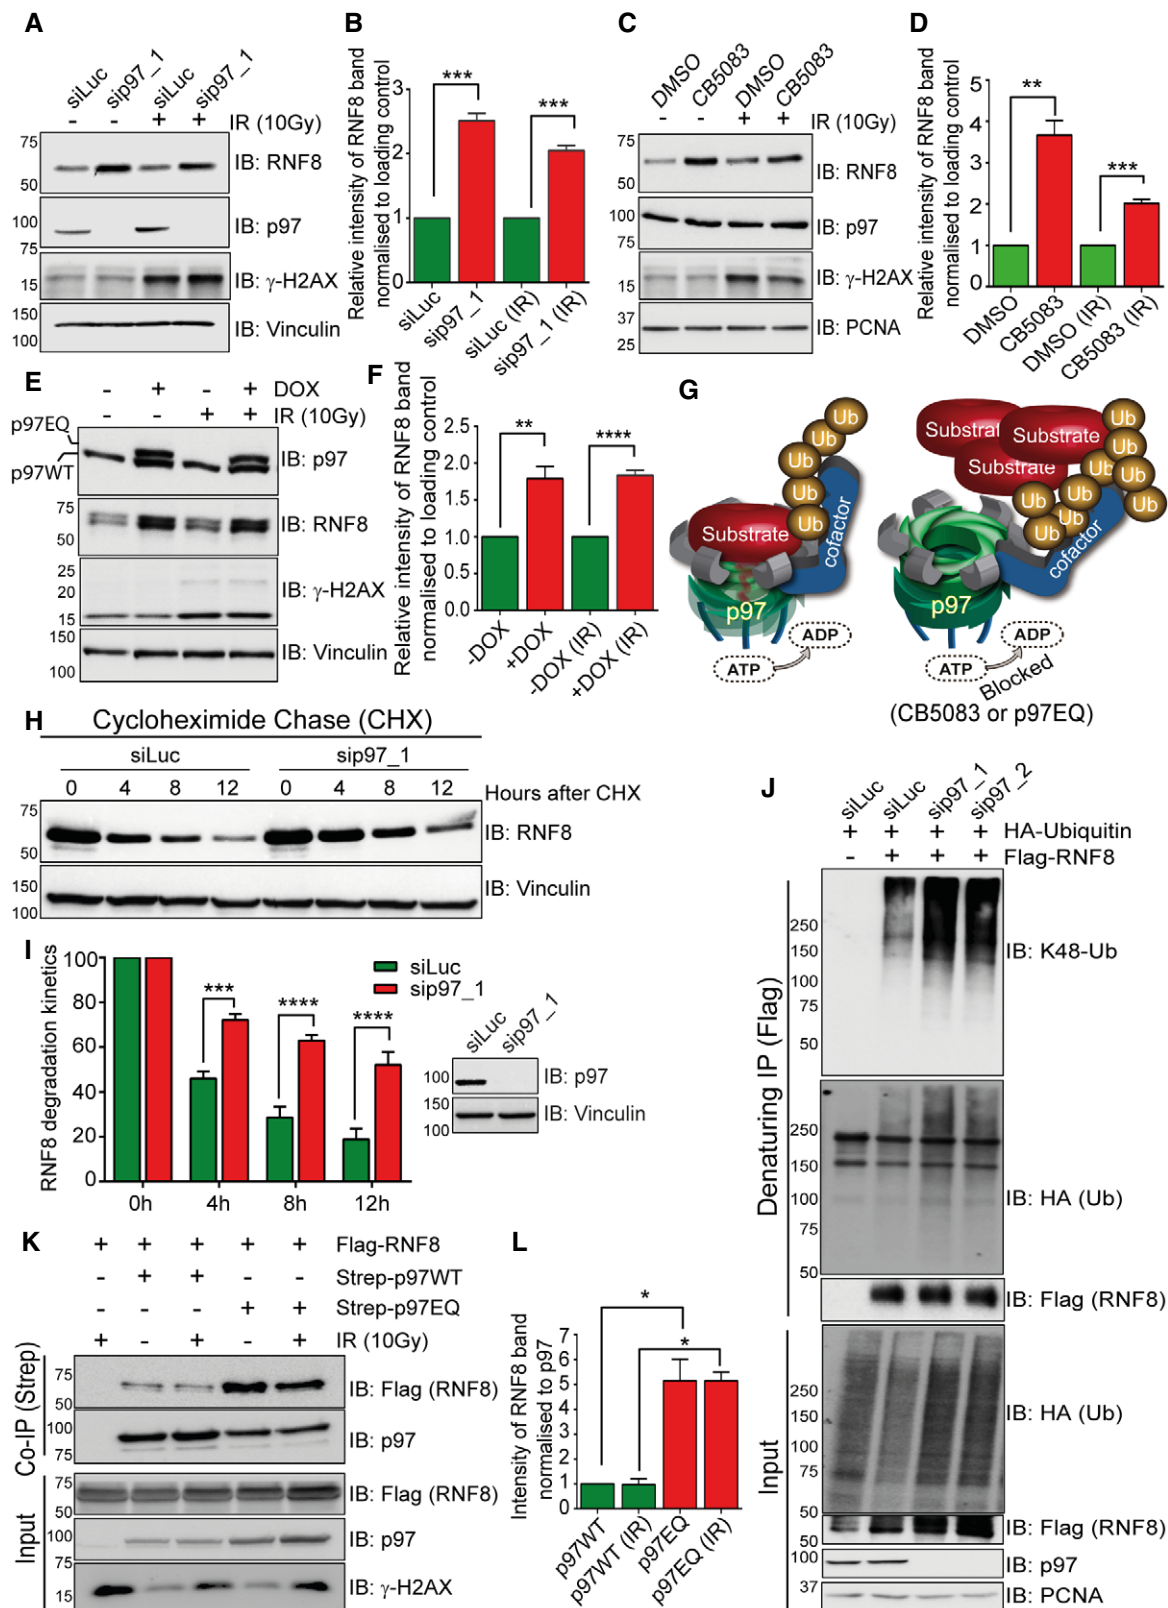 A
siLuc sip97_1 siLuc sip97_1
- - + + IR (10Gy)
75
50
IB: RNF8
100
75
IB: p97
15
IB: γ-H2AX
150
100
IB: Vinculin
B
Relative intensity of RNF8 band
normalised to loading control
3
2
1
0
***
***
siLuc
sip97_1
siLuc (IR)
sip97_1 (IR)
C
DMSO CB5083 DMSO CB5083
- - + + IR (10Gy)
75
50
IB: RNF8
100
75
IB: p97
15
IB: γ-H2AX
37
25
IB: PCNA
D
Relative intensity of RNF8 band
normalised to loading control
5
4
3
2
1
0
**
***
DMSO
CB5083
DMSO (IR)
CB5083 (IR)
E
- + - + DOX
- - + + IR (10Gy)
p97EQ
p97WT
IB: p97
75
50
IB: RNF8
25
20
15
IB: γ-H2AX
150
100
IB: Vinculin
F
Relative intensity of RNF8 band
normalised to loading control
2.5
2.0
1.5
1.0
0.5
0.0
**
****
-DOX
+DOX
-DOX (IR)
+DOX (IR)
G
Ub
Ub
Ub
Ub
Ub
Substrate
cofactor
p97
ATP
ADP
Substrate
Substrate
Ub
Ub
Substrate
Ub
Ub
Ub
Ub
Ub
Ub
Ub
cofactor
p97
ATP
ADP
Blocked
(CB5083 or p97EQ)
H
Cycloheximide Chase (CHX)
siLuc sip97_1
0 4 8 12 0 4 8 12 Hours after CHX
75
50
IB: RNF8
150
100
IB: Vinculin
I
RNF8 degradation kinetics
100
80
60
40
20
0
siLuc
sip97_1
***
****
****
0h 4h 8h 12h
siLuc sip97_1
100
IB: p97
150
100
IB: Vinculin
J
siLuc siLuc sip97_1 sip97_2
+ + + + HA-Ubiquitin
- + + + Flag-RNF8
Denaturing IP (Flag)
250
150
100
75
50
IB: K48-Ub
250
150
100
75
50
IB: HA (Ub)
IB: Flag (RNF8)
Input
250
150
100
75
50
IB: HA (Ub)
50
IB: Flag (RNF8)
100
IB: p97
37
IB: PCNA
K
+ + + + + Flag-RNF8
- + + - - Strep-p97WT
- - - + + Strep-p97EQ
+ - + - + IR (10Gy)
Co-IP (Strep)
75
50
IB: Flag (RNF8)
100
75
IB: p97
Input
75
50
IB: Flag (RNF8)
100
75
IB: p97
15
IB: γ-H2AX
L
Intensity of RNF8 band
normalised to p97
7
6
5
4
3
2
1
0
*
*
p97WT
p97WT (IR)
p97EQ
p97EQ (IR)